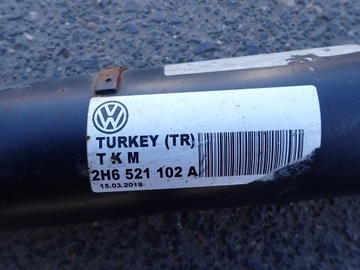 TURKEY (TR)
T K M
2H6 521 102 A
15.03.2019